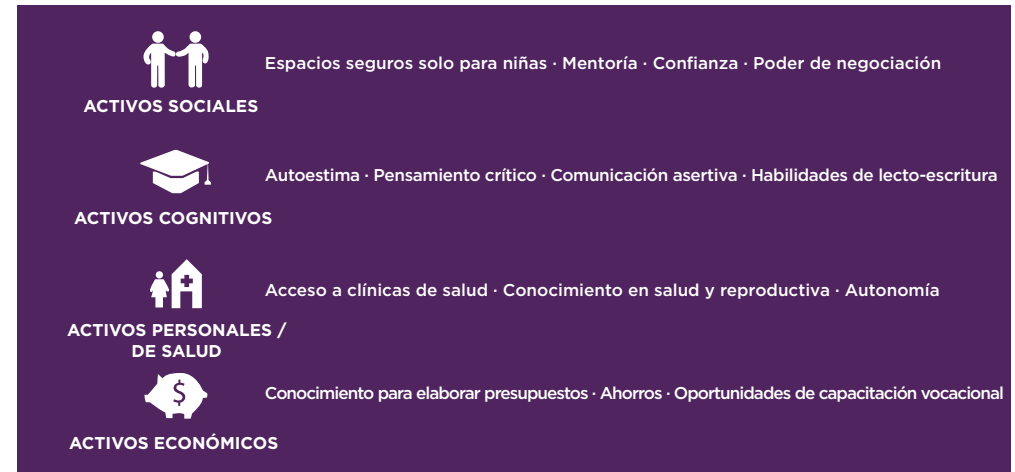 Espacios seguros solo para niñas · Mentoría · Confianza · Poder de negociación
ACTIVOS SOCIALES
Autoestima · Pensamiento crítico · Comunicación asertiva · Habilidades de lecto-escritura
ACTIVOS COGNITIVOS
Acceso a clínicas de salud · Conocimiento en salud y reproductiva · Autonomía
ACTIVOS PERSONALES /
DE SALUD
$
Conocimiento para elaborar presupuestos · Ahorros · Oportunidades de capacitación vocacional
ACTIVOS ECONÓMICOS